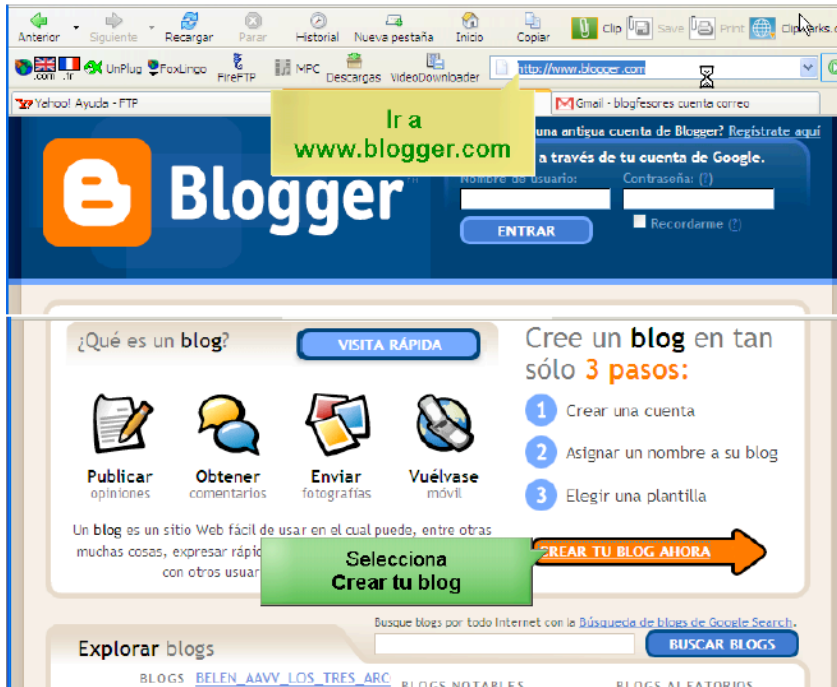 Anterior Siguiente Recargar Parar Historial Nueva pestaña Inicio Copiar Clip Save Print
.com .fr UnPlug FoxLingo FireFTP MPC Descargas VideoDownloader http://www.blogger.com
Yahoo! Ayuda - FTP Gmail - blogfesores cuenta correo
Ir a
www.blogger.com
una antigua cuenta de Blogger? Regístrate aquí
a través de tu cuenta de Google.
Nombre de usuario: Contraseña: (?)
Blogger
ENTRAR Recordarme (?)
¿Qué es un blog? VISITA RÁPIDA
Publicar
opiniones
Obtener
comentarios
Enviar
fotografías
Vuélvase
móvil
Un blog es un sitio Web fácil de usar en el cual puede, entre otras
muchas cosas, expresar
con otros
Cree un blog en tan
sólo 3 pasos:
1 Crear una cuenta
2 Asignar un nombre a su blog
3 Elegir una plantilla
CREAR TU BLOG AHORA
Selecciona
Crear tu blog
Busque blogs por todo Internet con la Búsqueda de blogs de Google Search.
Explorar blogs BUSCAR BLOGS
BLOGS BELEN_AAVV_LOS_TRES_ARC BLOGS NOTABLES BLOGS ALEATORIOS